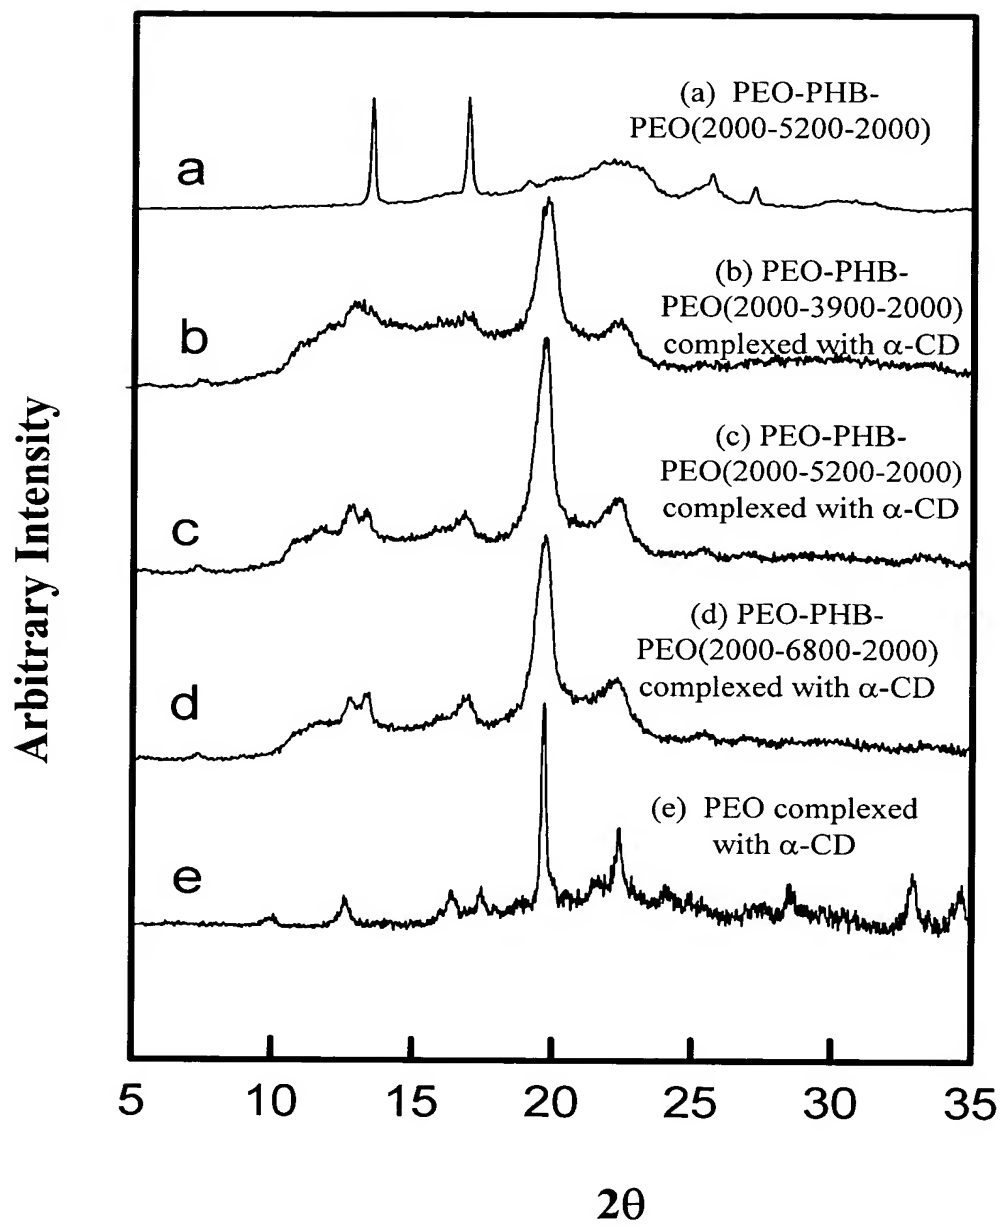 (a) PEO-PHB-
PEO(2000-5200-2000)
a
(b) PEO-PHB-
PEO(2000-3900-2000)
complexed with α-CD
b
(c) PEO-PHB-
PEO(2000-5200-2000)
complexed with α-CD
c
(d) PEO-PHB-
PEO(2000-6800-2000)
complexed with α-CD
d
(e) PEO complexed
with α-CD
e
Arbitrary Intensity
5 10 15 20 25 30 35
2θ